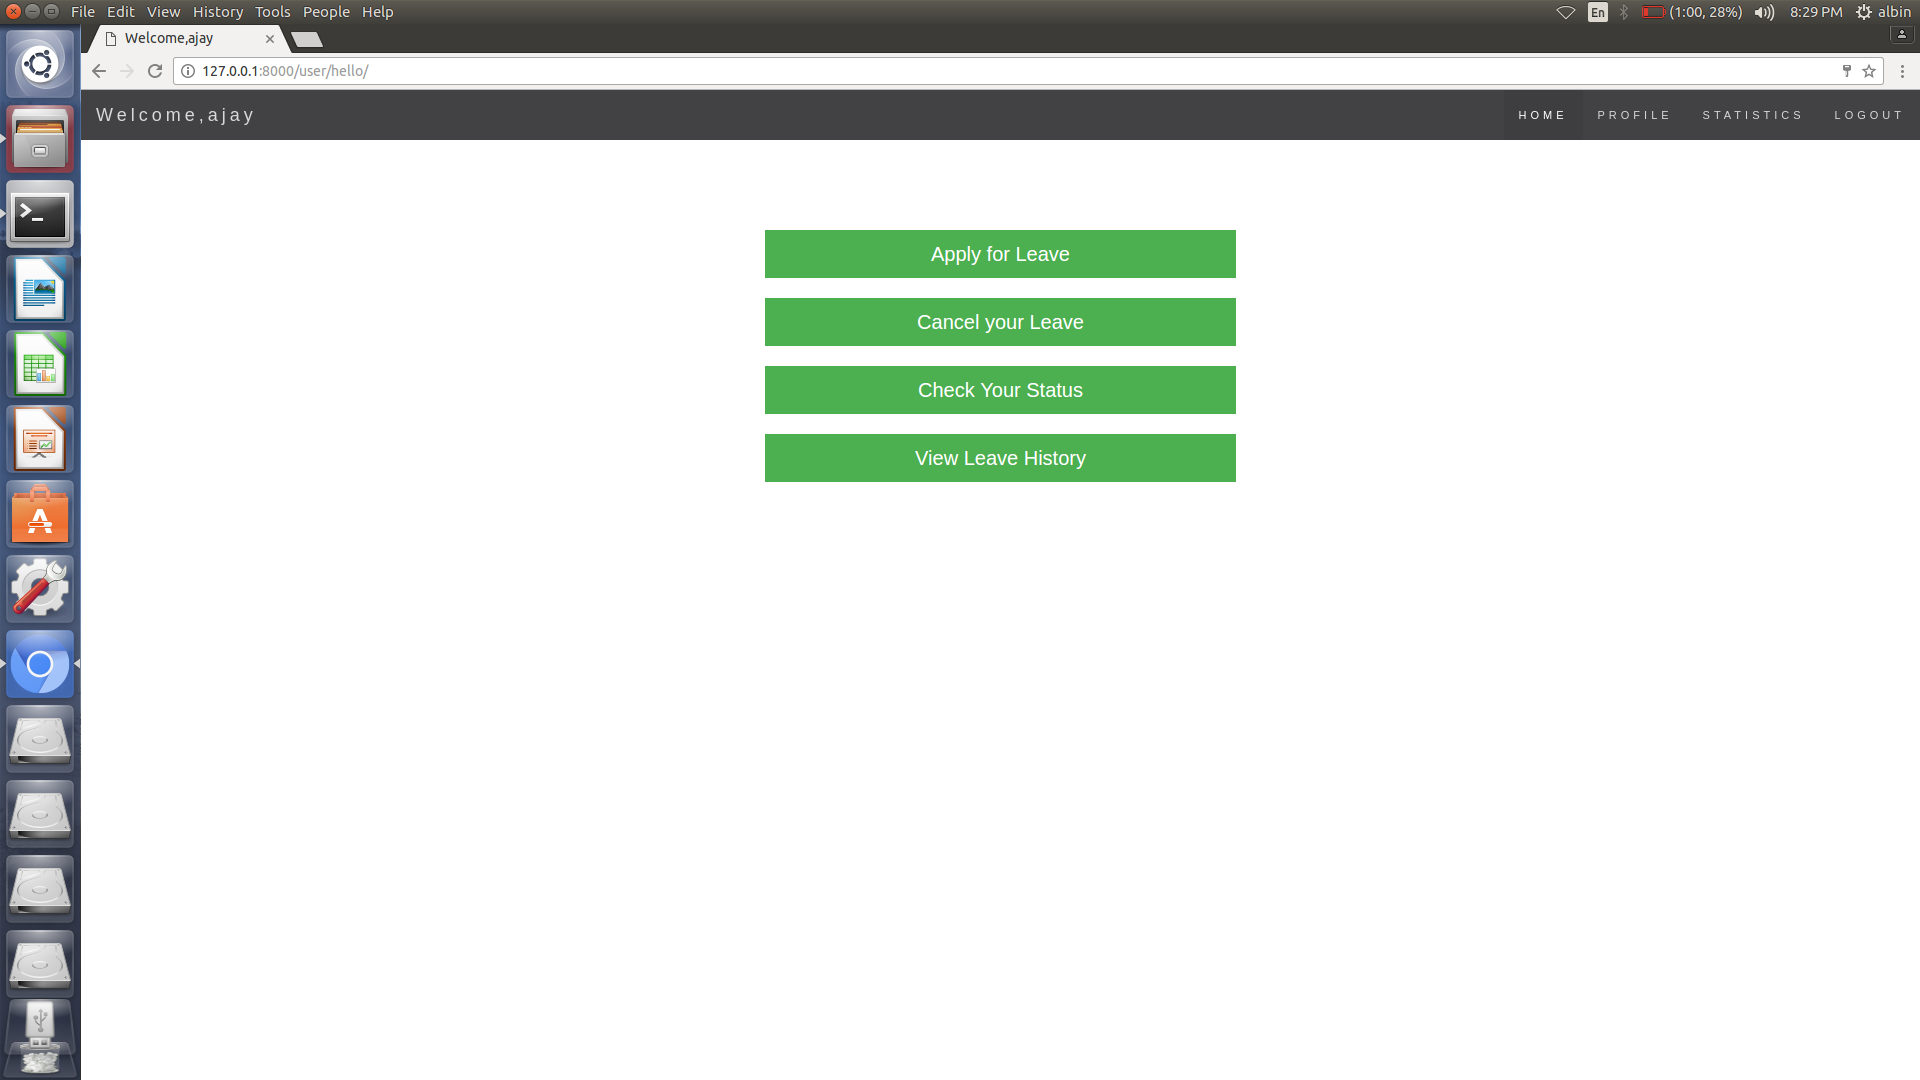 File Edit View History Tools People Help
En (1:00, 28%) 8:29 PM albin
Welcome,ajay
127.0.0.1:8000/user/hello/
Welcome,ajay HOME PROFILE STATISTICS LOGOUT
Apply for Leave
Cancel your Leave
Check Your Status
View Leave History